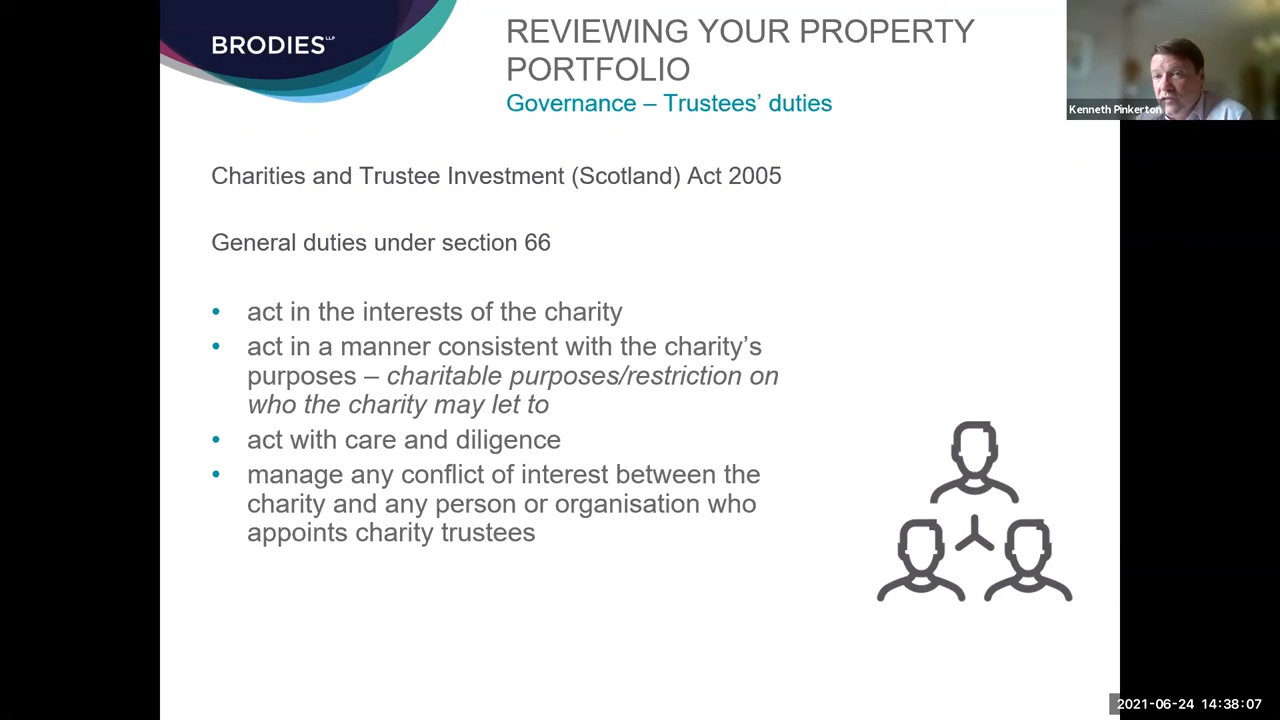 BRODIES LLP
REVIEWING YOUR PROPERTY
PORTFOLIO
Governance – Trustees’ duties
Kenneth Pinkerton
Charities and Trustee Investment (Scotland) Act 2005
General duties under section 66
• act in the interests of the charity
• act in a manner consistent with the charity’s
purposes – charitable purposes/restriction on
who the charity may let to
• act with care and diligence
• manage any conflict of interest between the
charity and any person or organisation who
appoints charity trustees
2021-06-24 14:38:07